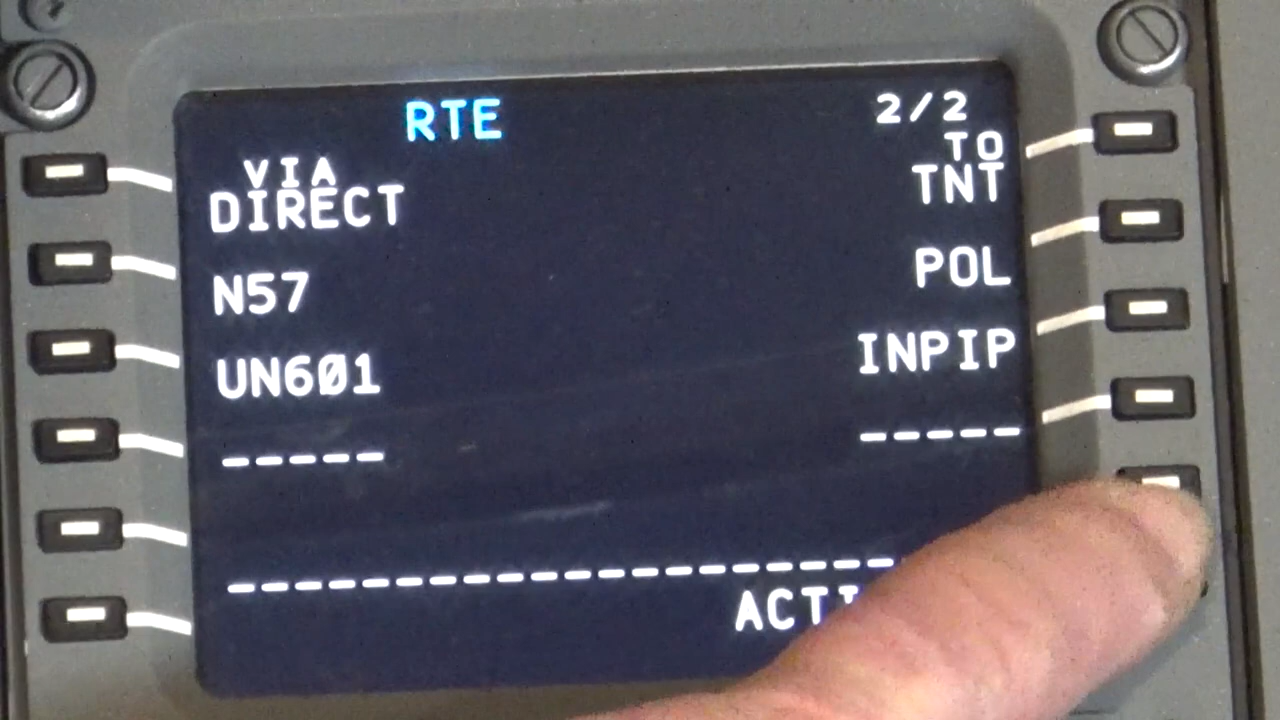 RTE 2/2
VIA TO
DIRECT TNT
N57 POL
UN601 INPIP
----- -----
--------------------